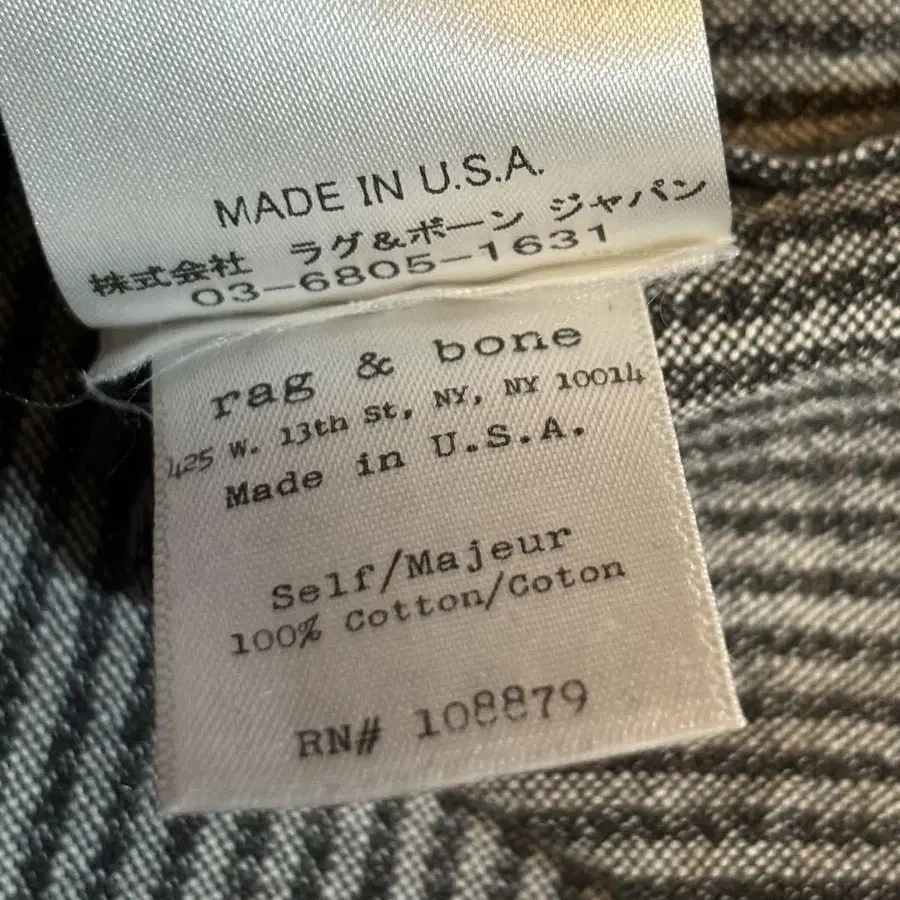 MADE IN U.S.A.
株式会社 ラグ&ボーン ジャパン
03-6805-1631
rag & bone
425 W. 13th St, NY, NY 10014
Made in U.S.A.
Self/Majeur
100% Cotton/Coton
RN# 108879